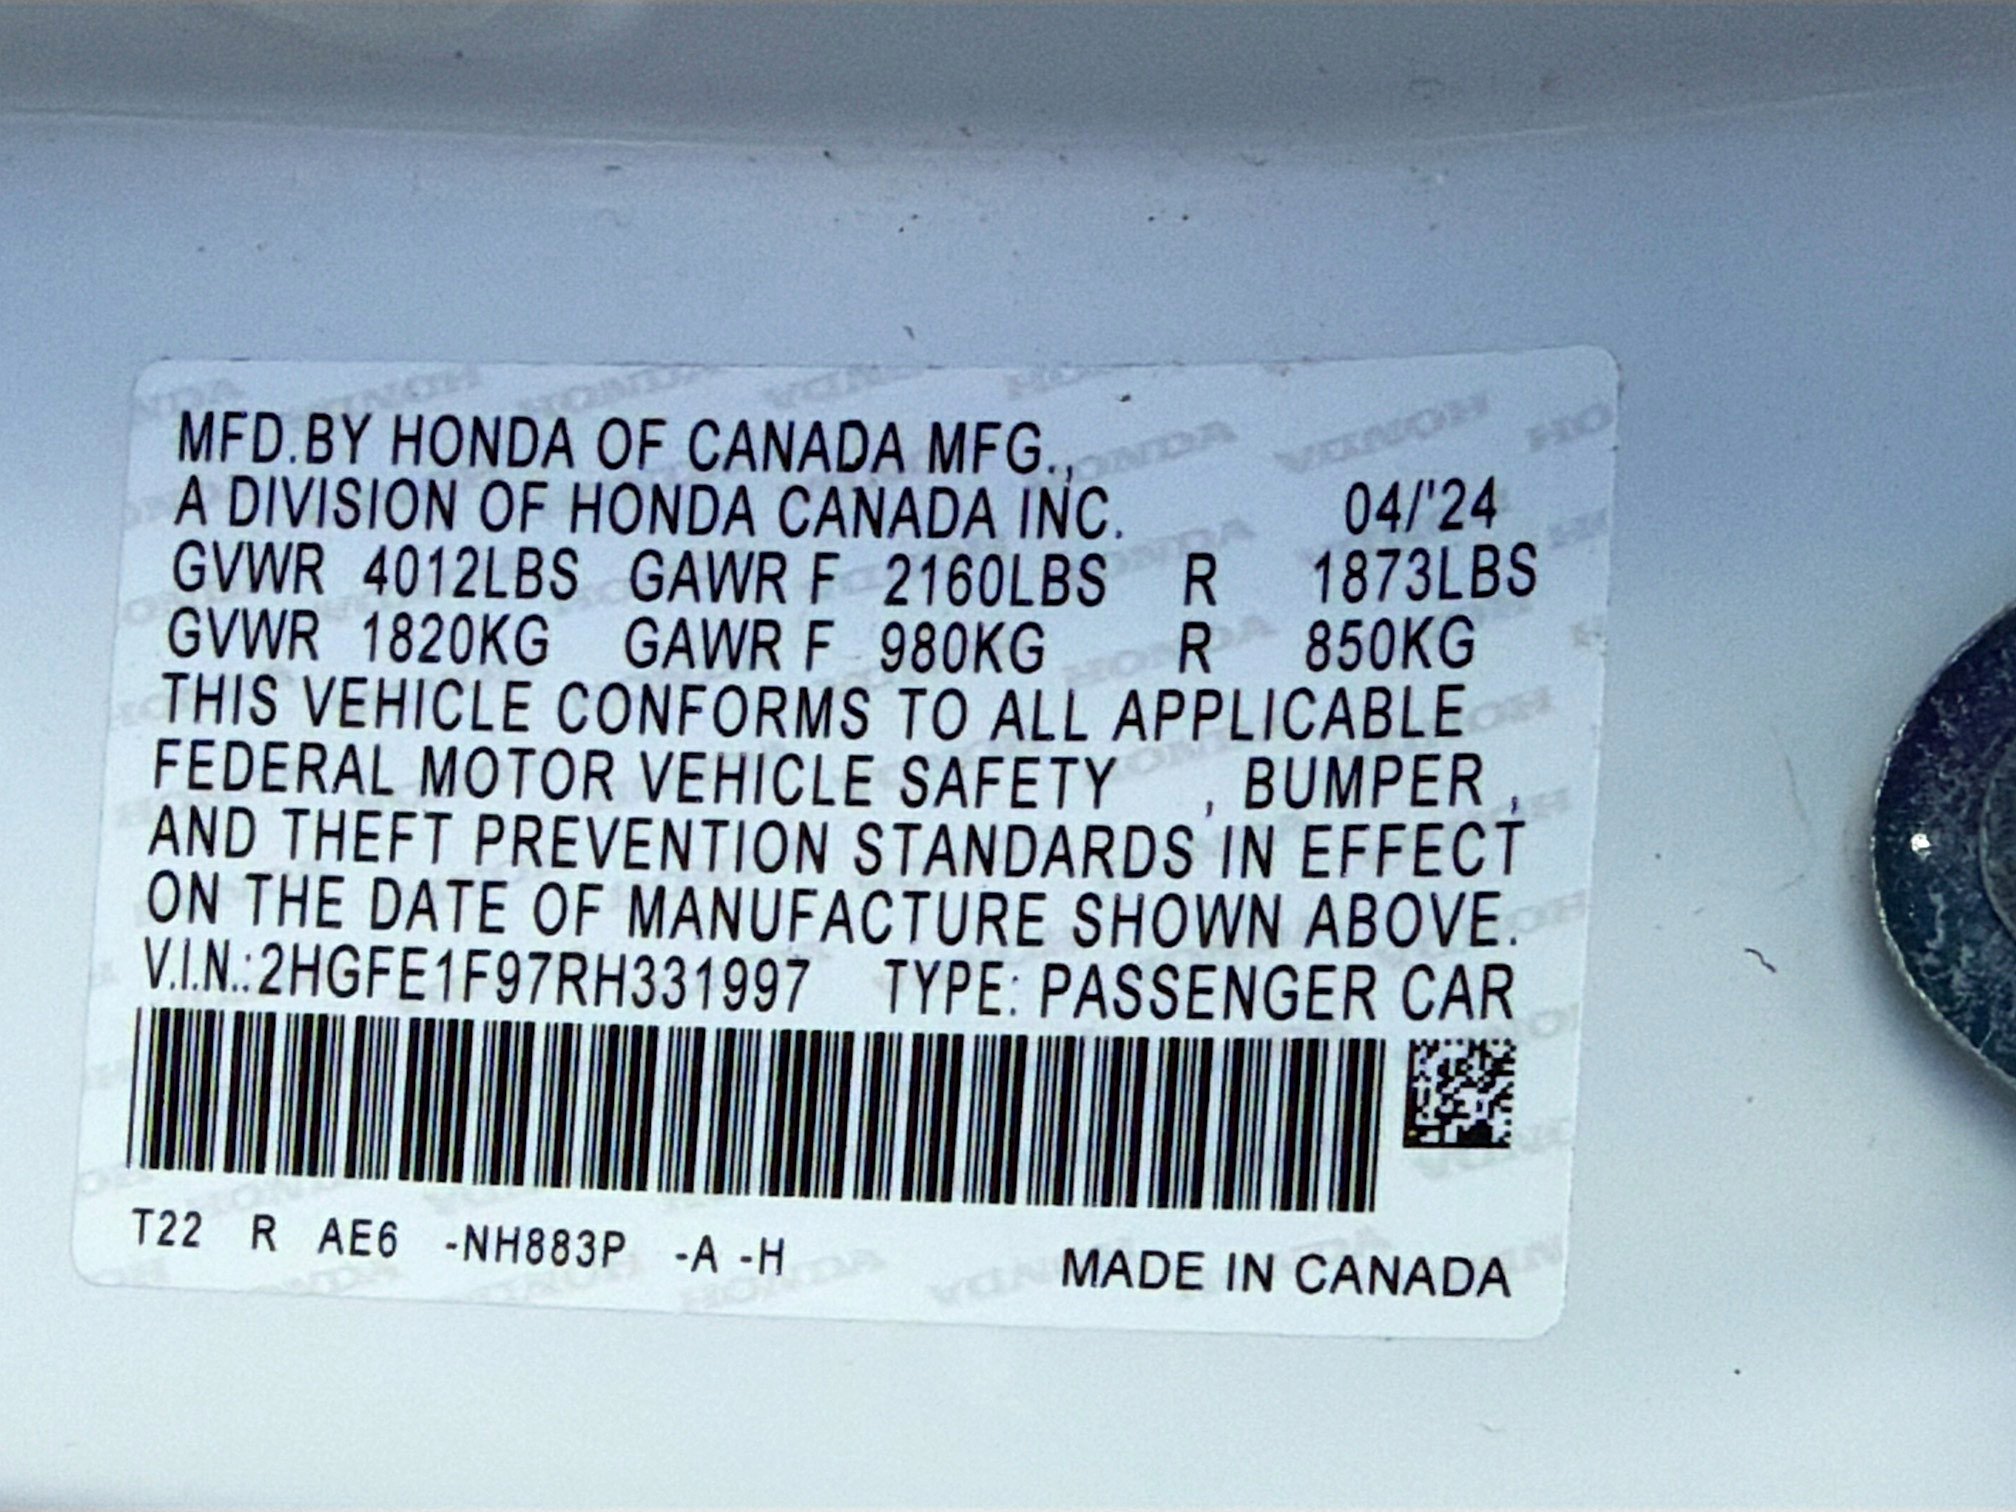 MFD.BY HONDA OF CANADA MFG.,
A DIVISION OF HONDA CANADA INC. 04/'24
GVWR 4012LBS GAWR F 2160LBS R 1873LBS
GVWR 1820KG GAWR F 980KG R 850KG
THIS VEHICLE CONFORMS TO ALL APPLICABLE
FEDERAL MOTOR VEHICLE SAFETY , BUMPER ,
AND THEFT PREVENTION STANDARDS IN EFFECT
ON THE DATE OF MANUFACTURE SHOWN ABOVE.
V.I.N.:2HGFE1F97RH331997 TYPE: PASSENGER CAR
T22 R AE6 -NH883P -A -H MADE IN CANADA